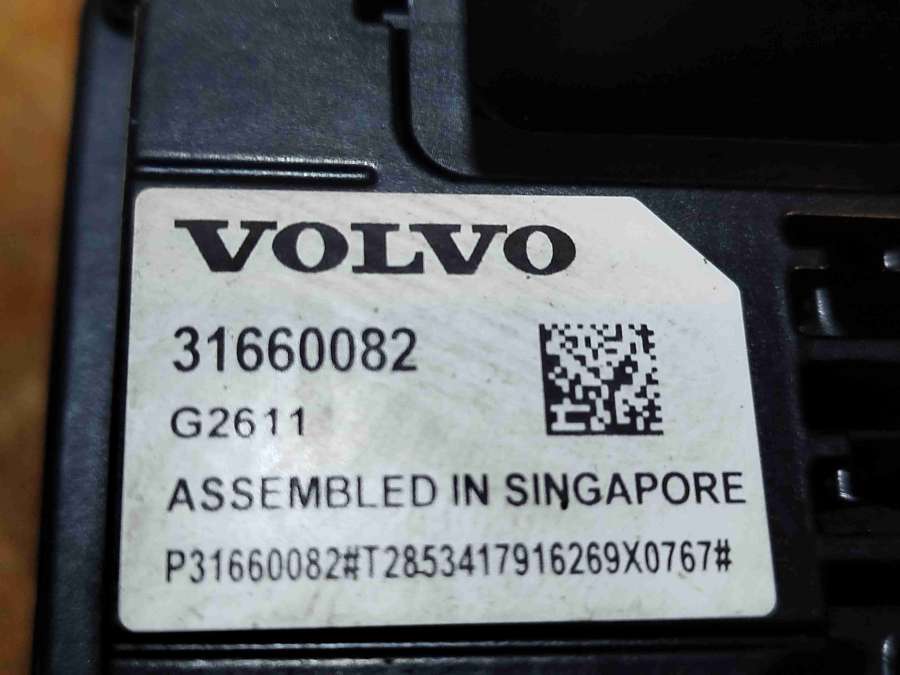 VOLVO
31660082
G2611
ASSEMBLED IN SINGAPORE
P31660082#T2853417916269X0767#